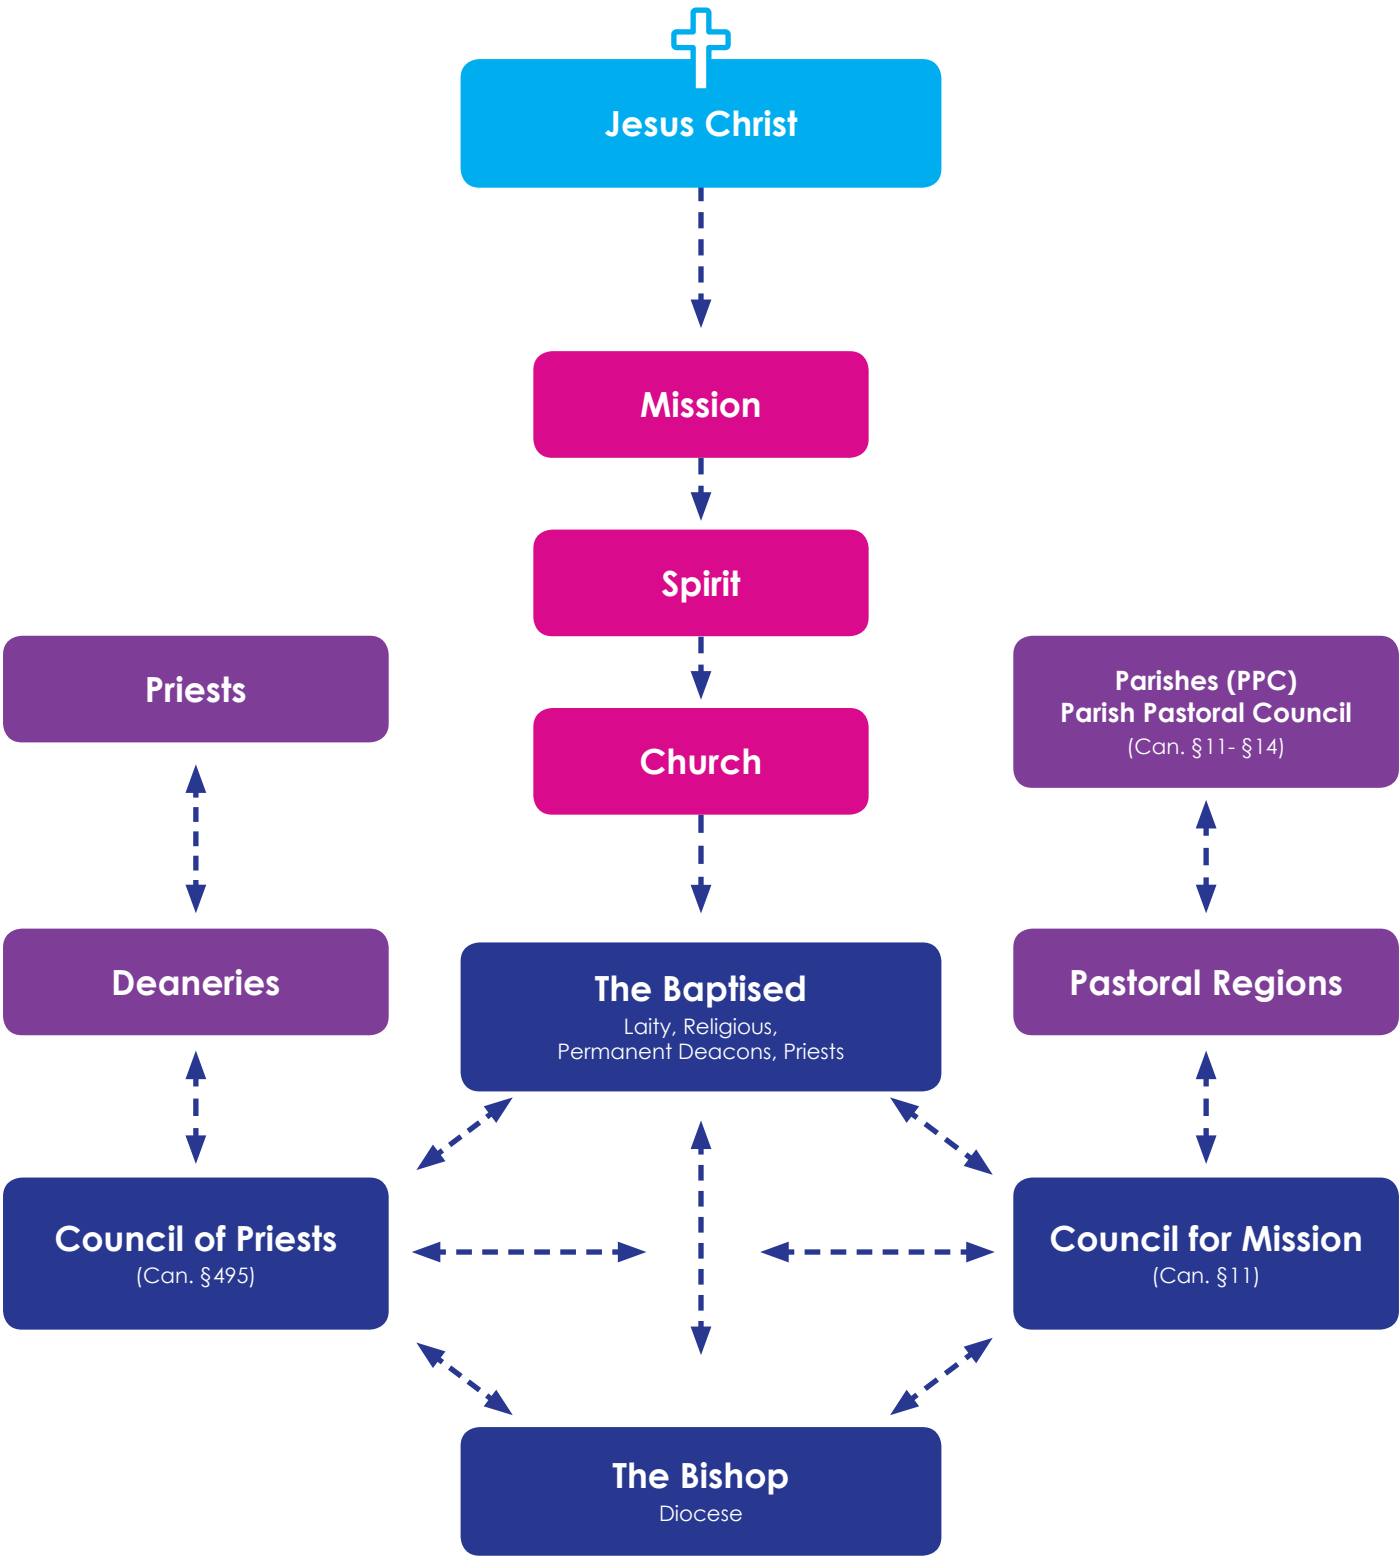 Jesus Christ
Mission
Spirit
Church
Priests
Parishes (PPC)
Parish Pastoral Council
(Can. §11- §14)
Deaneries
The Baptised
Laity, Religious,
Permanent Deacons, Priests
Pastoral Regions
Council of Priests
(Can. §495)
Council for Mission
(Can. §11)
The Bishop
Diocese